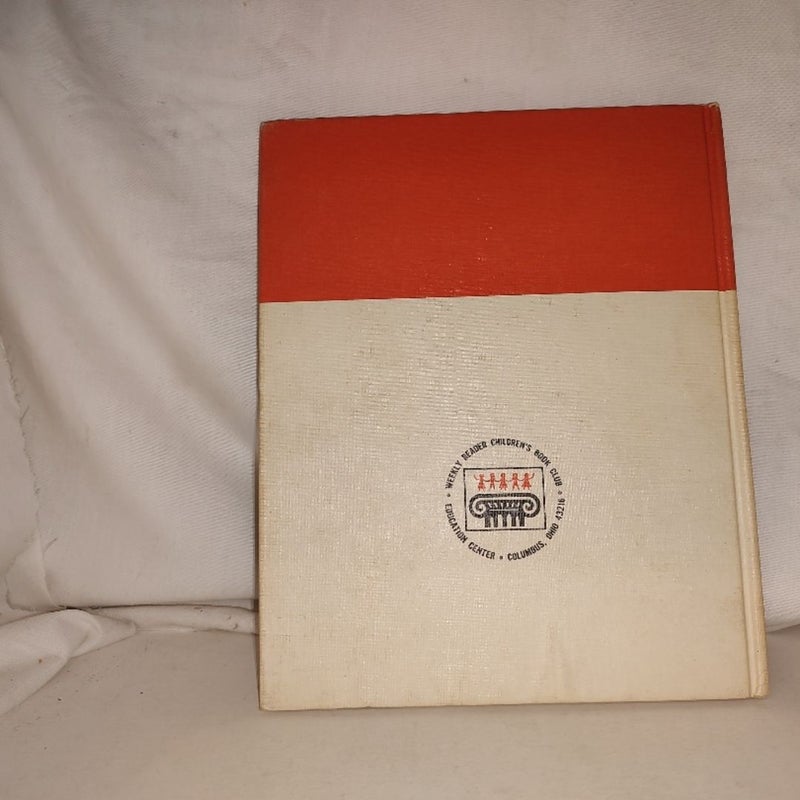 • WEEKLY READER CHILDREN'S BOOK CLUB •
EDUCATION CENTER • COLUMBUS, OHIO 43216